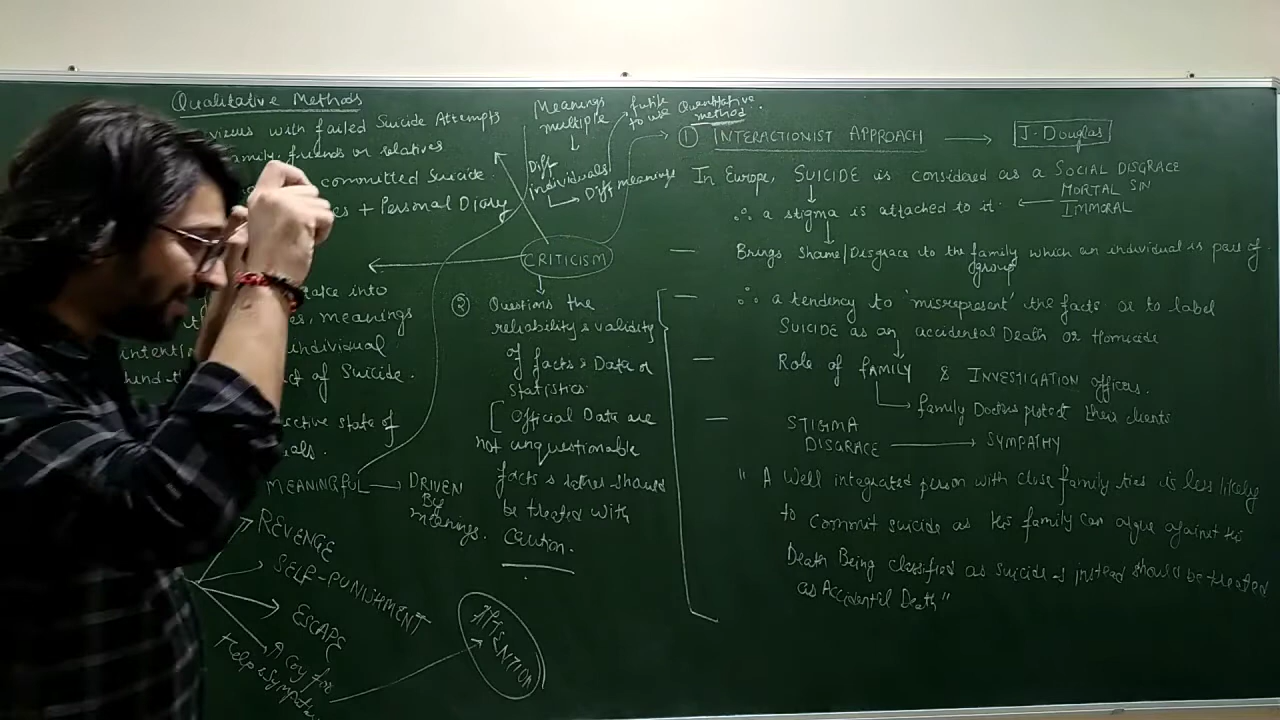 Qualitative Methods
with failed Suicide Attempts
family, friends or relatives
committed Suicide
+ Personal Diary
take into
meanings
individual
act of Suicide.
state of
MEANINGFUL → DRIVEN
By
meanings.
REVENGE
SELF-PUNISHMENT
ESCAPE
A Cry for
Help & Sympathy
ATTENTION
Meanings
multiple
Diff
individuals
Diff meanings
futile
to use
Quantitative
method.
CRITICISM
② Questions the
reliability & validity
of facts & Data or
Statistics.
[ Official Data are
not unquestionable
facts & should
be treated with
Caution.
① INTERACTIONIST APPROACH → J. Douglas
In Europe, SUICIDE is considered as a SOCIAL DISGRACE
MORTAL SIN
IMMORAL
∴ a stigma is attached to it.
— Brings Shame/Disgrace to the family which an individual is part of.
group
— ∴ a tendency to 'misrepresent' the facts or to label
SUICIDE as an accidental Death or Homicide
— Role of FAMILY & INVESTIGATION officers.
family Doctors protect their clients
— STIGMA
DISGRACE → SYMPATHY
" A Well integrated person with close family ties is less likely
to commit suicide as his family can argue against his
Death Being classified as suicide & instead should be treated
as Accidental Death"